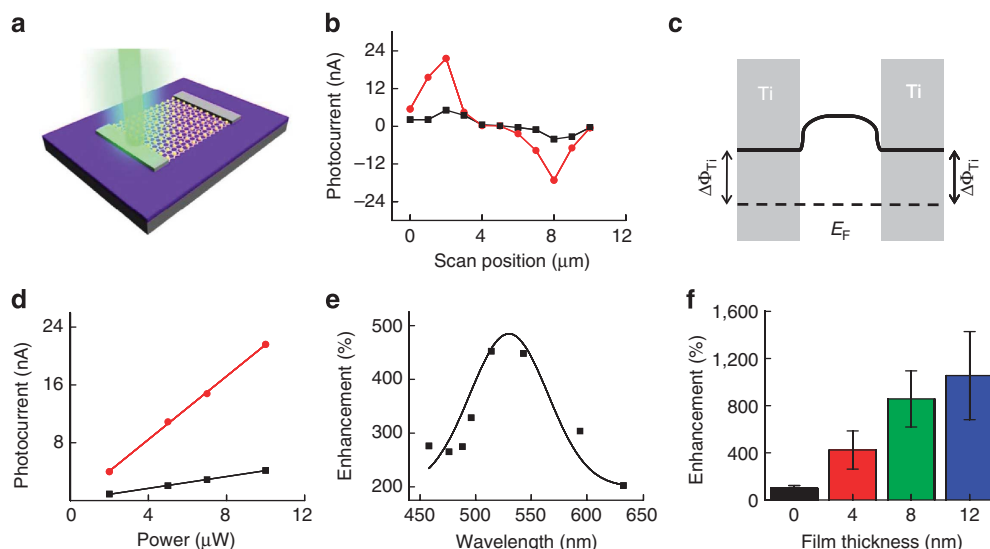 a
b
Photocurrent (nA)
24
12
0
−12
−24
0
4
8
12
Scan position (μm)
c
Ti
Ti
ΔΦTi
ΔΦTi
EF
d
Photocurrent (nA)
24
16
8
0
4
8
12
Power (μW)
e
Enhancement (%)
500
400
300
200
450
500
550
600
650
Wavelength (nm)
f
Enhancement (%)
1,600
1,200
800
400
0
0
4
8
12
Film thickness (nm)